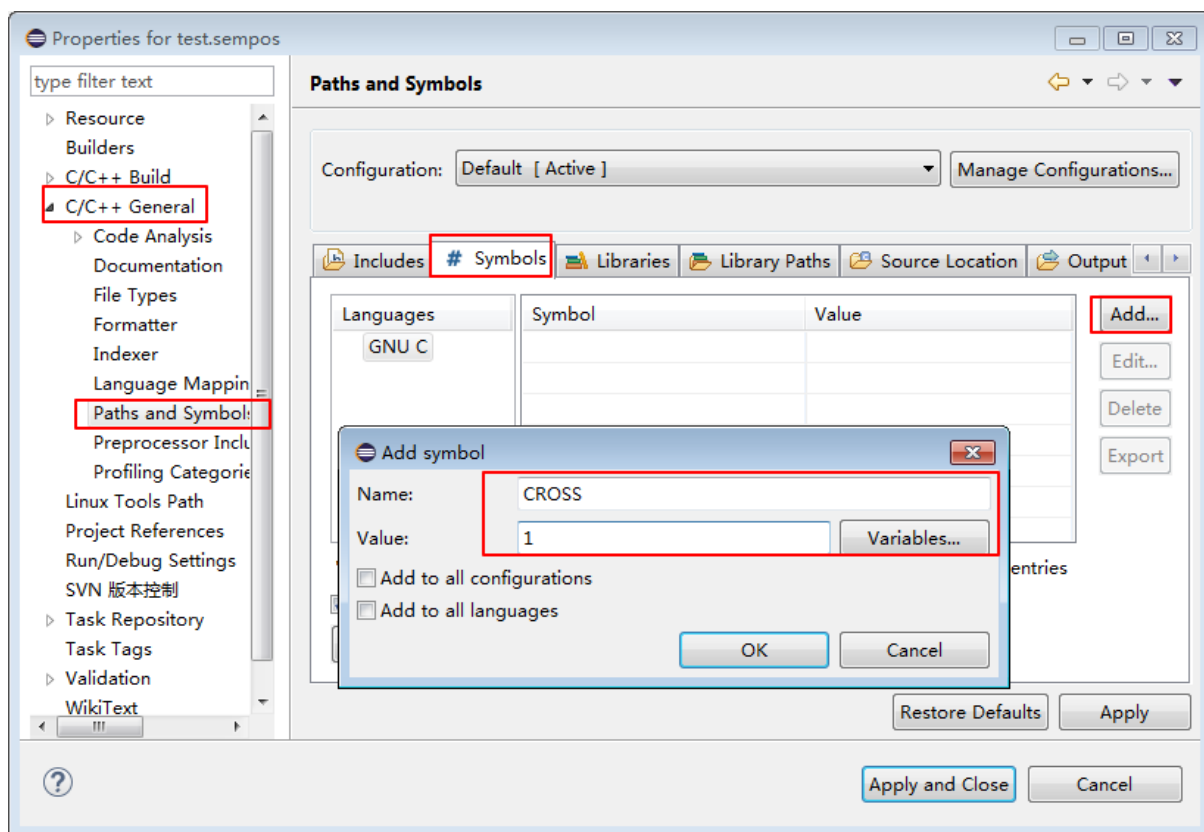 Properties for test.sempos
type filter text
Resource
Builders
C/C++ Build
C/C++ General
Code Analysis
Documentation
File Types
Formatter
Indexer
Language Mappin
Paths and Symbol
Preprocessor Inclu
Profiling Categorie
Linux Tools Path
Project References
Run/Debug Settings
SVN 版本控制
Task Repository
Task Tags
Validation
WikiText
Paths and Symbols
Configuration: Default [ Active ] Manage Configurations...
Includes # Symbols Libraries Library Paths Source Location Output
Languages Symbol Value
GNU C
Add...
Edit...
Delete
Export
Add symbol
Name: CROSS
Value: 1 Variables...
Add to all configurations
Add to all languages
OK Cancel
entries
Restore Defaults Apply
? Apply and Close Cancel